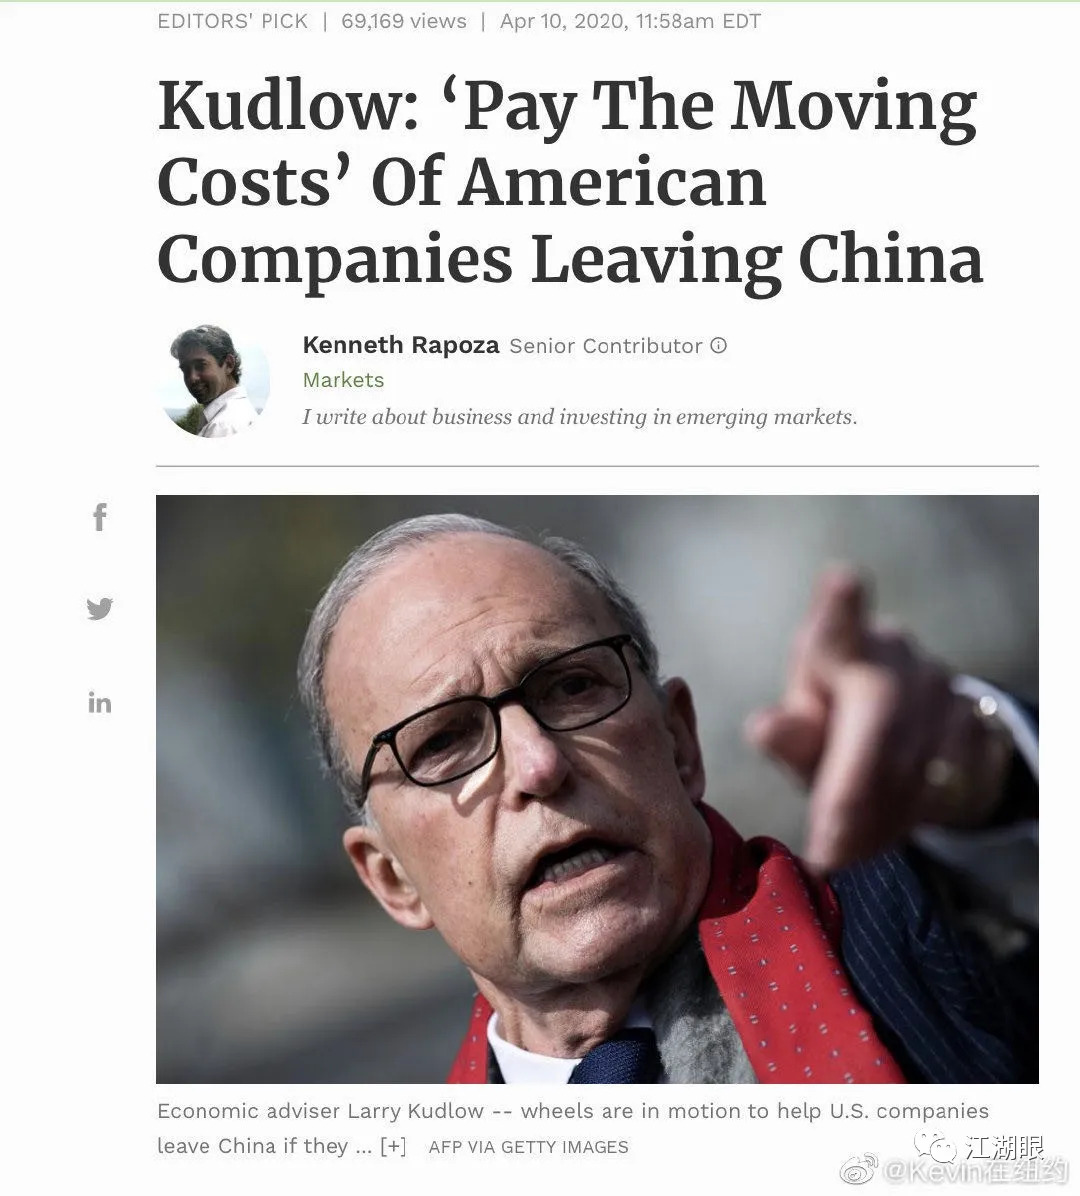 EDITORS' PICK | 69,169 views | Apr 10, 2020, 11:58am EDT
Kudlow: ‘Pay The Moving
Costs’ Of American
Companies Leaving China
Kenneth Rapoza Senior Contributor
Markets
I write about business and investing in emerging markets.
f
in
Economic adviser Larry Kudlow -- wheels are in motion to help U.S. companies
leave China if they ... [+] AFP VIA GETTY IMAGES
江湖眼
@Kevin在纽约